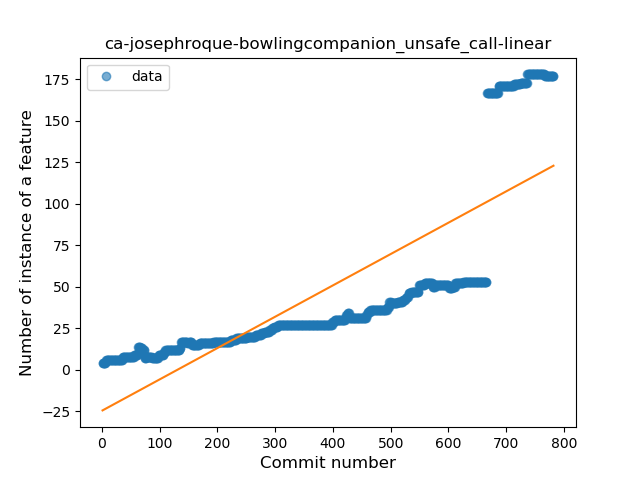 ca-josephroque-bowlingcompanion_unsafe_call-linear
data
Number of instance of a feature
175
150
125
100
75
50
25
0
−25
0 100 200 300 400 500 600 700 800
Commit number